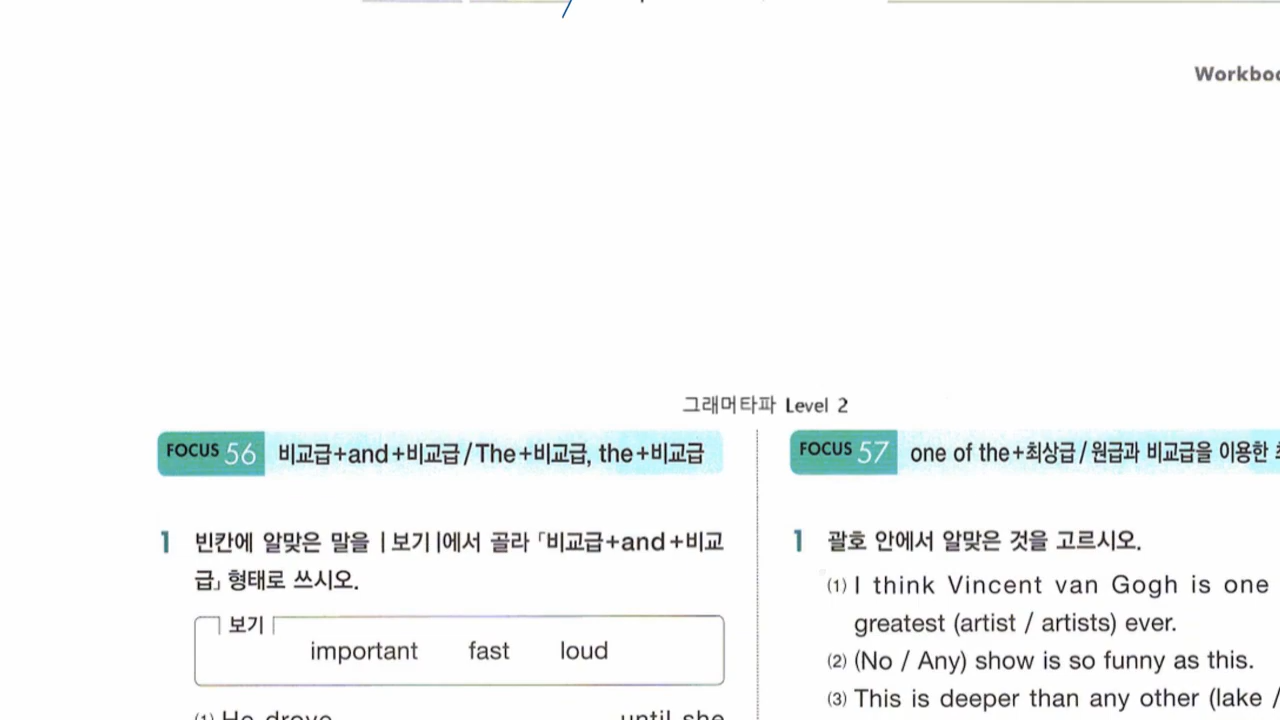 Workboo
그래머타파 Level 2
FOCUS 56 비교급+and+비교급/The+비교급, the+비교급
1 빈칸에 알맞은 말을 |보기|에서 골라 「비교급+and+비교
급」 형태로 쓰시오.
보기
important fast loud
(1) He drove until she
FOCUS 57 one of the+최상급/원급과 비교급을 이용한
1 괄호 안에서 알맞은 것을 고르시오.
(1) I think Vincent van Gogh is one
greatest (artist / artists) ever.
(2) (No / Any) show is so funny as this.
(3) This is deeper than any other (lake /